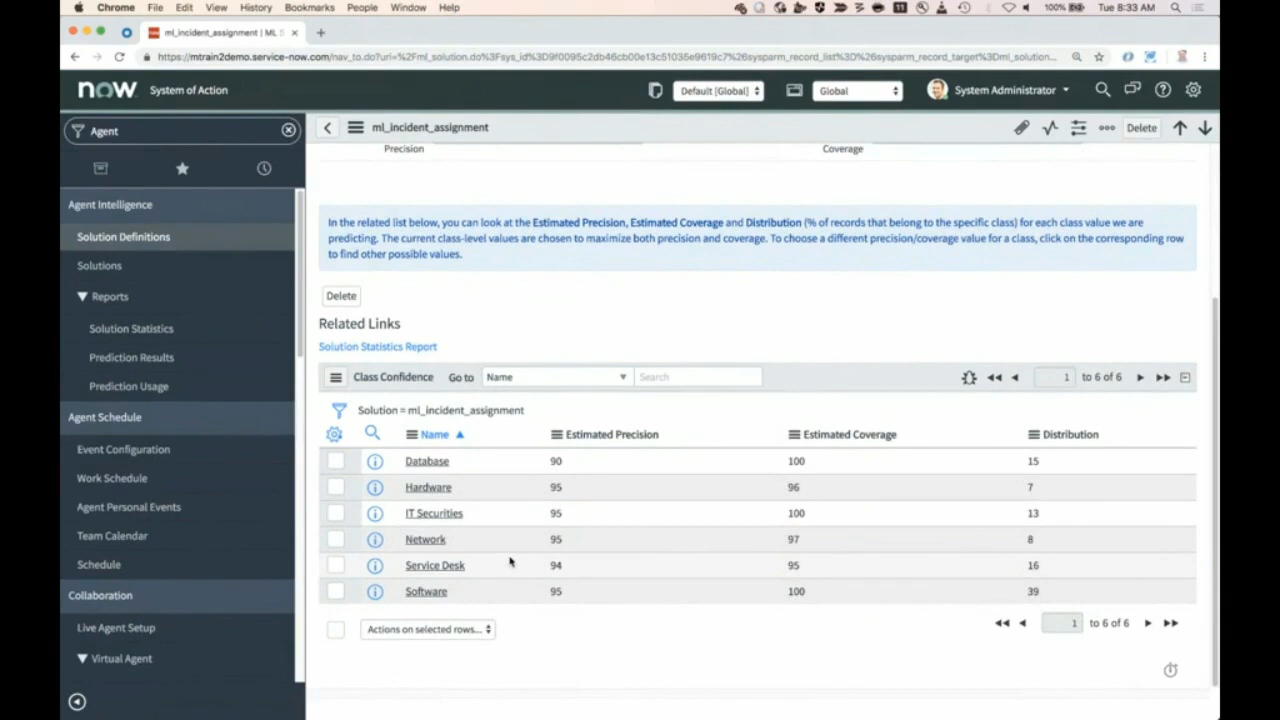 Chrome File Edit View History Bookmarks People Window Help
100% Tue 8:33 AM
ml_incident_assignment | ML S
https://mtrain2demo.service-now.com/nav_to.do?uri=%2Fml_solution.do%3Fsys_id%3D9f0095c2db46cb00e13c51035e9619c7%26sysparm_record_list%3D%26sysparm_record_target%3Dml_solution...
now System of Action
Default [Global]
Global
System Administrator
Agent
ml_incident_assignment
Delete
Precision
Coverage
Agent Intelligence
Solution Definitions
Solutions
Reports
Solution Statistics
Prediction Results
Prediction Usage
Agent Schedule
Event Configuration
Work Schedule
Agent Personal Events
Team Calendar
Schedule
Collaboration
Live Agent Setup
Virtual Agent
In the related list below, you can look at the Estimated Precision, Estimated Coverage and Distribution (% of records that belong to the specific class) for each class value we are
predicting. The current class-level values are chosen to maximize both precision and coverage. To choose a different precision/coverage value for a class, click on the corresponding row
to find other possible values.
Delete
Related Links
Solution Statistics Report
Class Confidence Go to Name Search 1 to 6 of 6
Solution = ml_incident_assignment
Name Estimated Precision Estimated Coverage Distribution
Database 90 100 15
Hardware 95 96 7
IT Securities 95 100 13
Network 95 97 8
Service Desk 94 95 16
Software 95 100 39
Actions on selected rows... 1 to 6 of 6